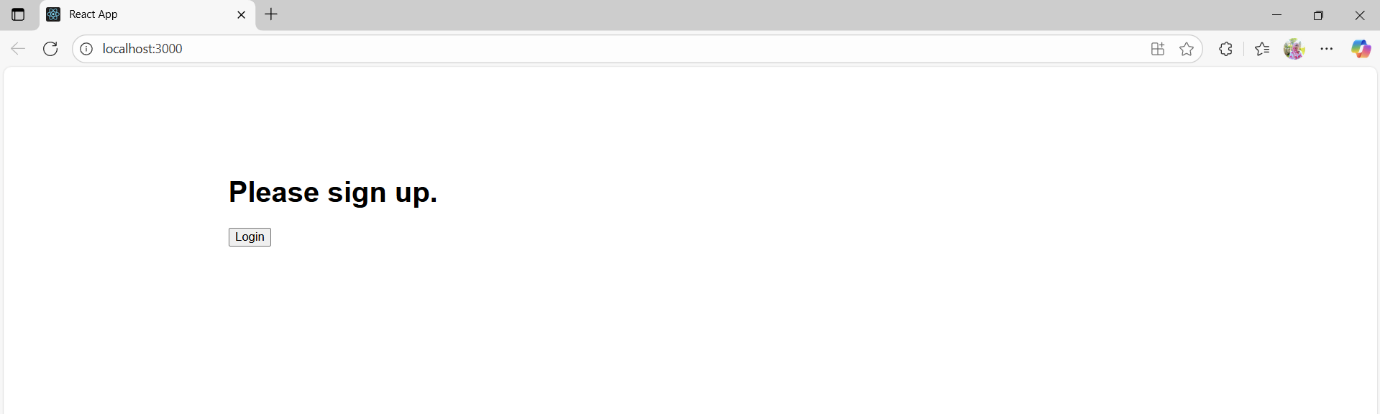 React App
localhost:3000
Please sign up.
Login